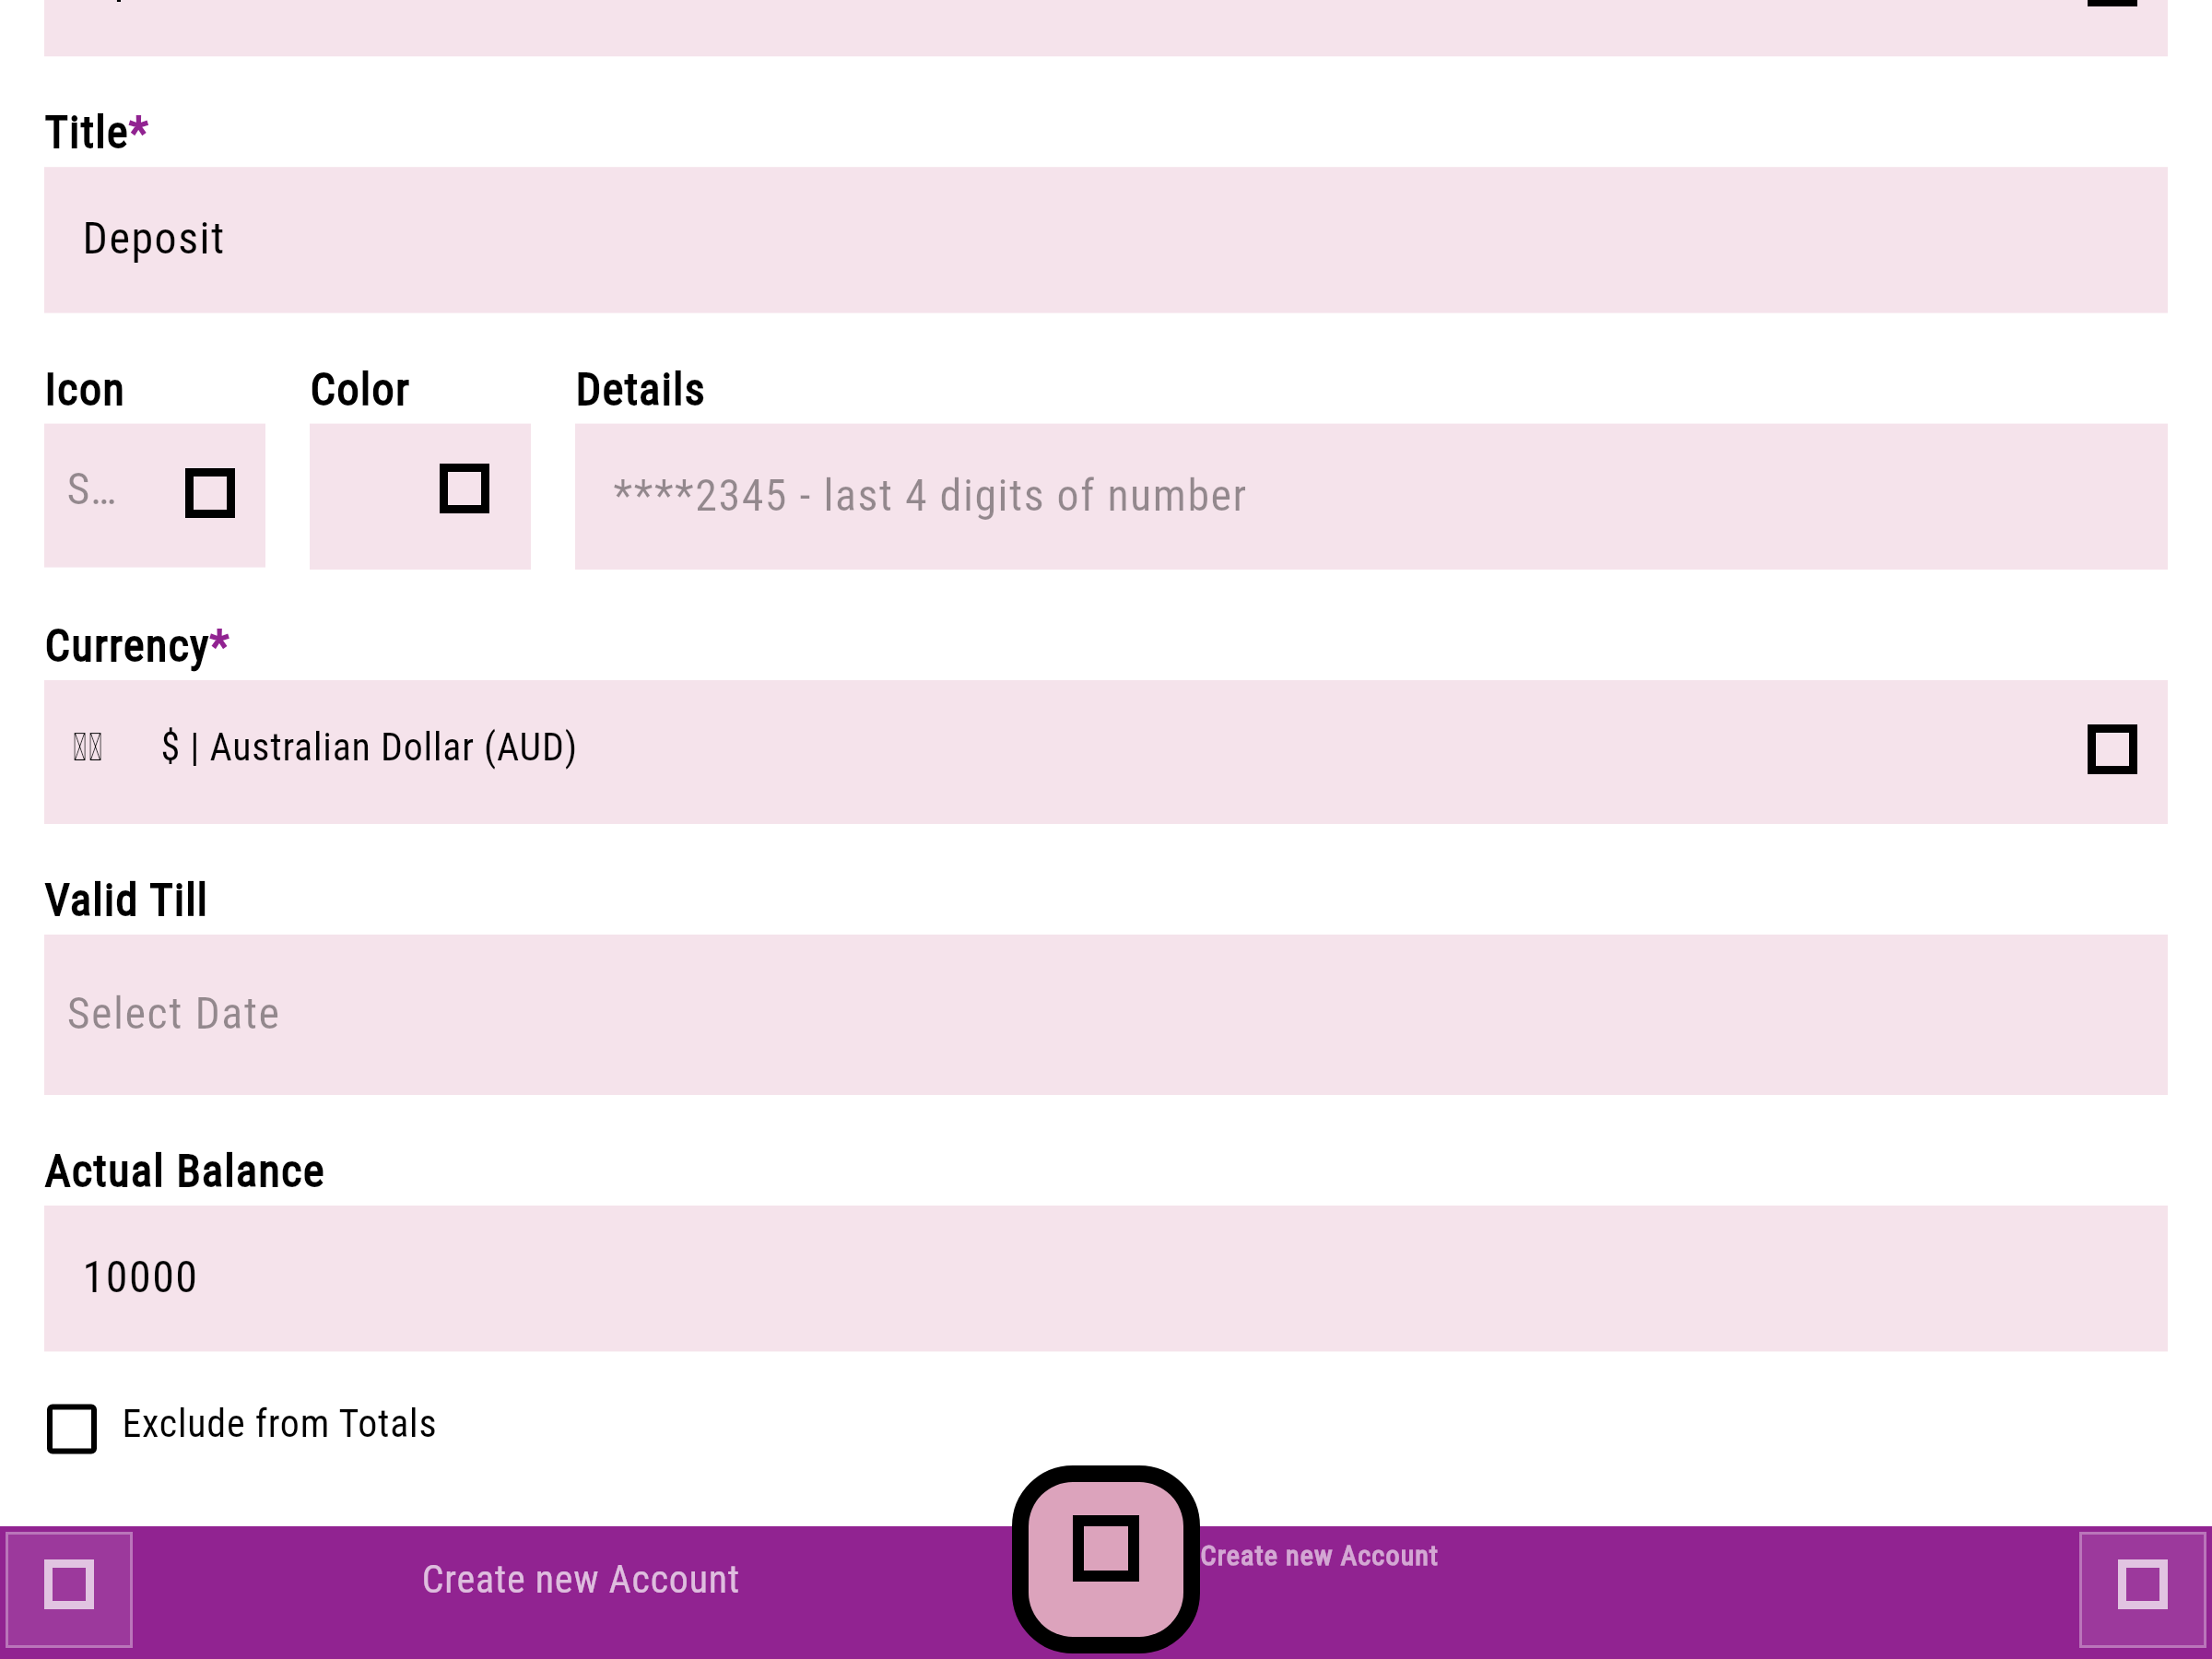 Title*
Deposit
Icon
Color
Details
S...
****2345 - last 4 digits of number
Currency*
$ | Australian Dollar (AUD)
Valid Till
Select Date
Actual Balance
10000
Exclude from Totals
Create new Account
Create new Account